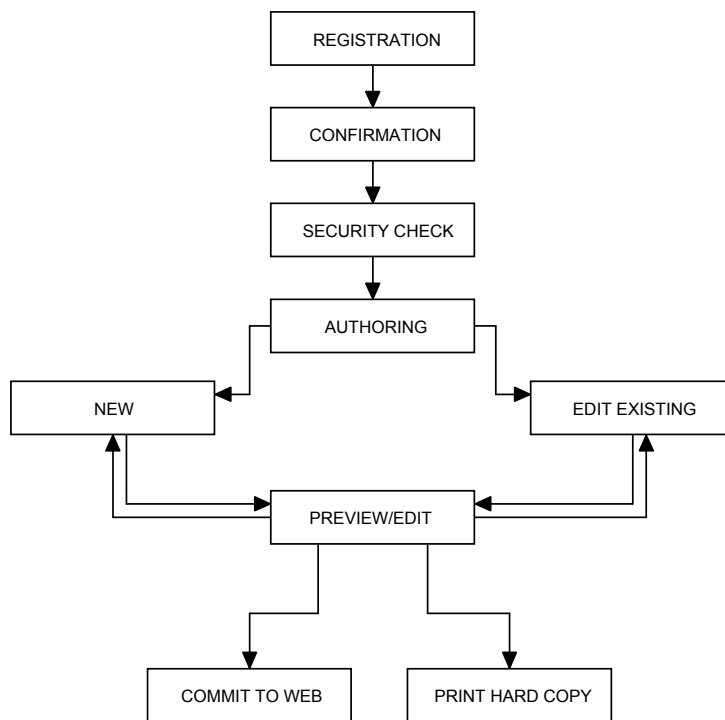 REGISTRATION
CONFIRMATION
SECURITY CHECK
AUTHORING
NEW
EDIT EXISTING
PREVIEW/EDIT
COMMIT TO WEB
PRINT HARD COPY